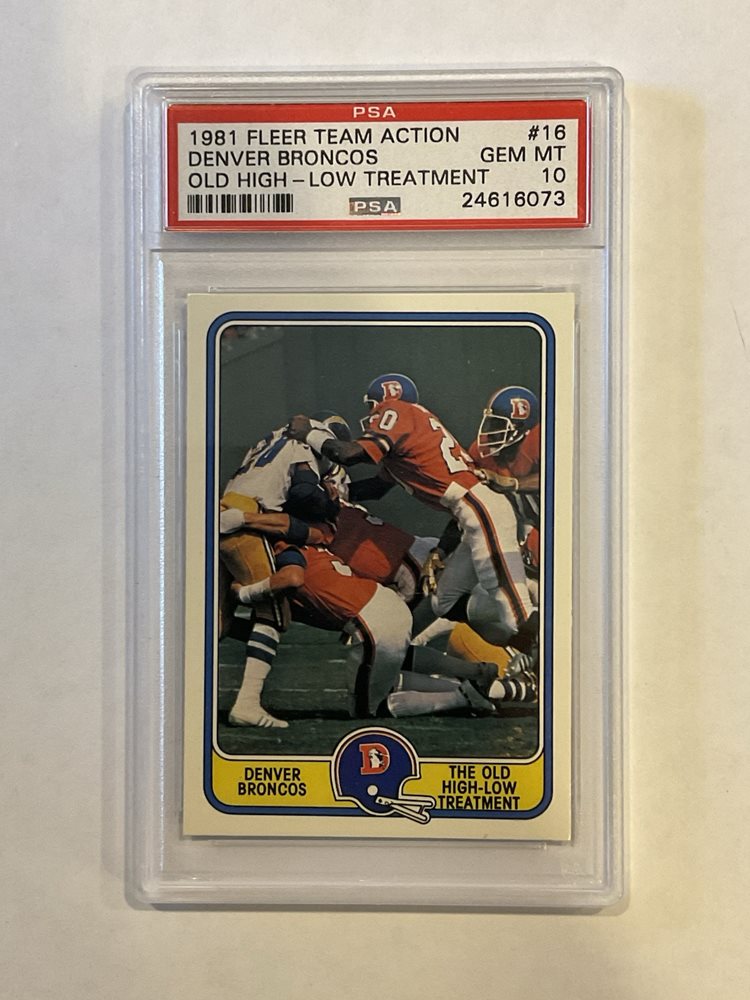 PSA
1981 FLEER TEAM ACTION #16
DENVER BRONCOS GEM MT
OLD HIGH-LOW TREATMENT 10
PSA 24616073
20
D
D
DENVER BRONCOS
D
THE OLD HIGH-LOW TREATMENT